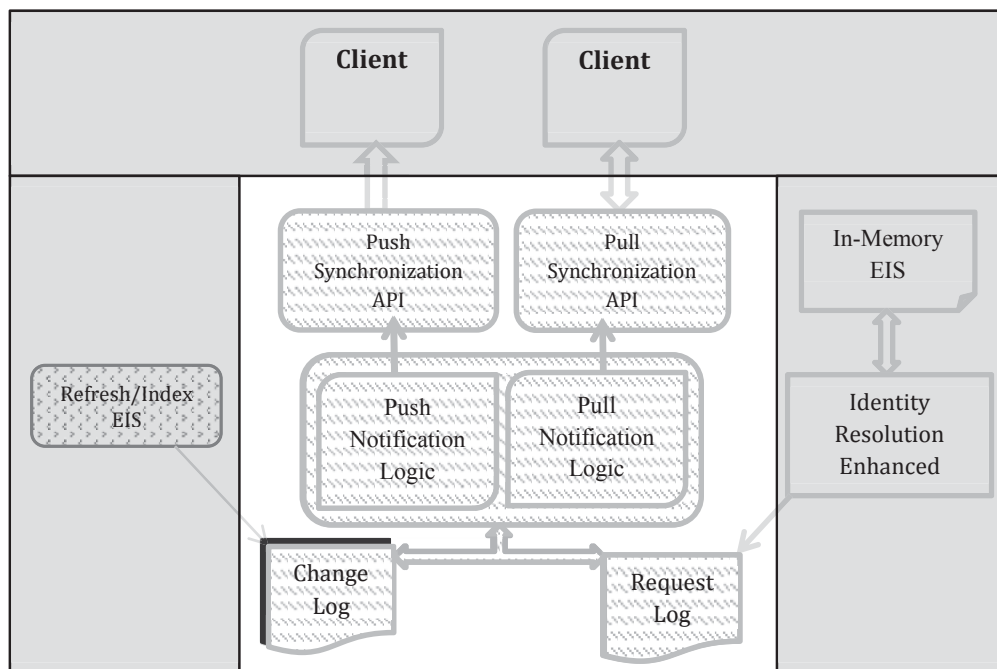 Client
Client
Push
Synchronization
API
Pull
Synchronization
API
In-Memory
EIS
Refresh/Index
EIS
Push
Notification
Logic
Pull
Notification
Logic
Identity
Resolution
Enhanced
Change
Log
Request
Log